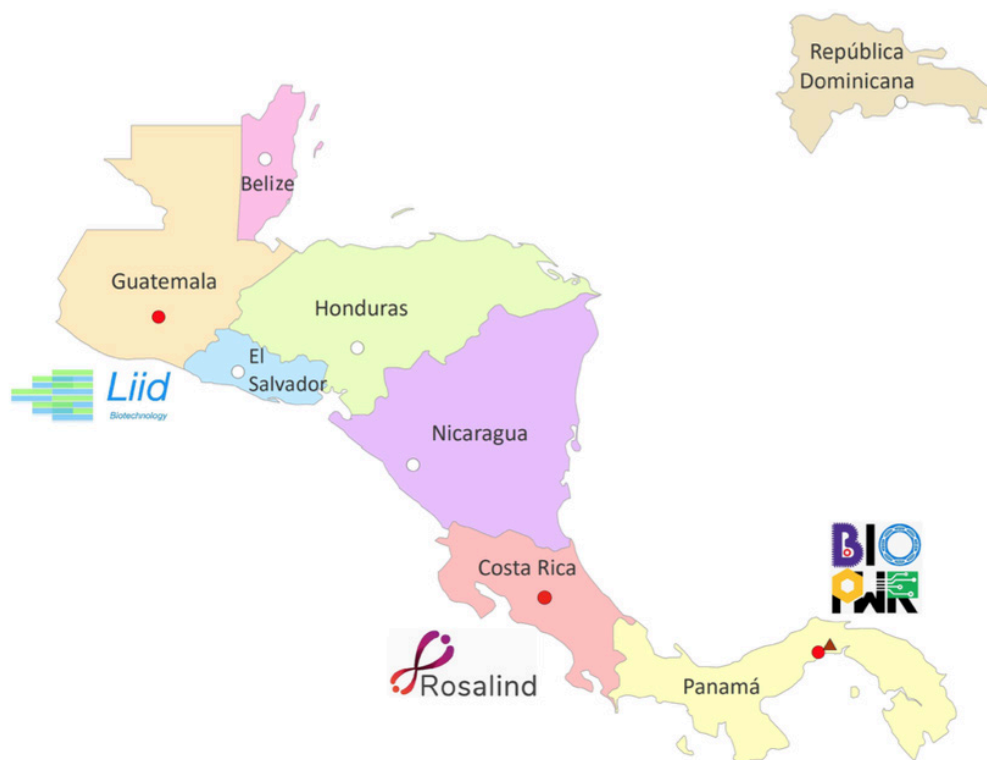 República
Dominicana
Belize
Guatemala
Honduras
El
Salvador
Liid
Biotechnology
Nicaragua
BIO
PWR
Costa Rica
Rosalind
Panamá